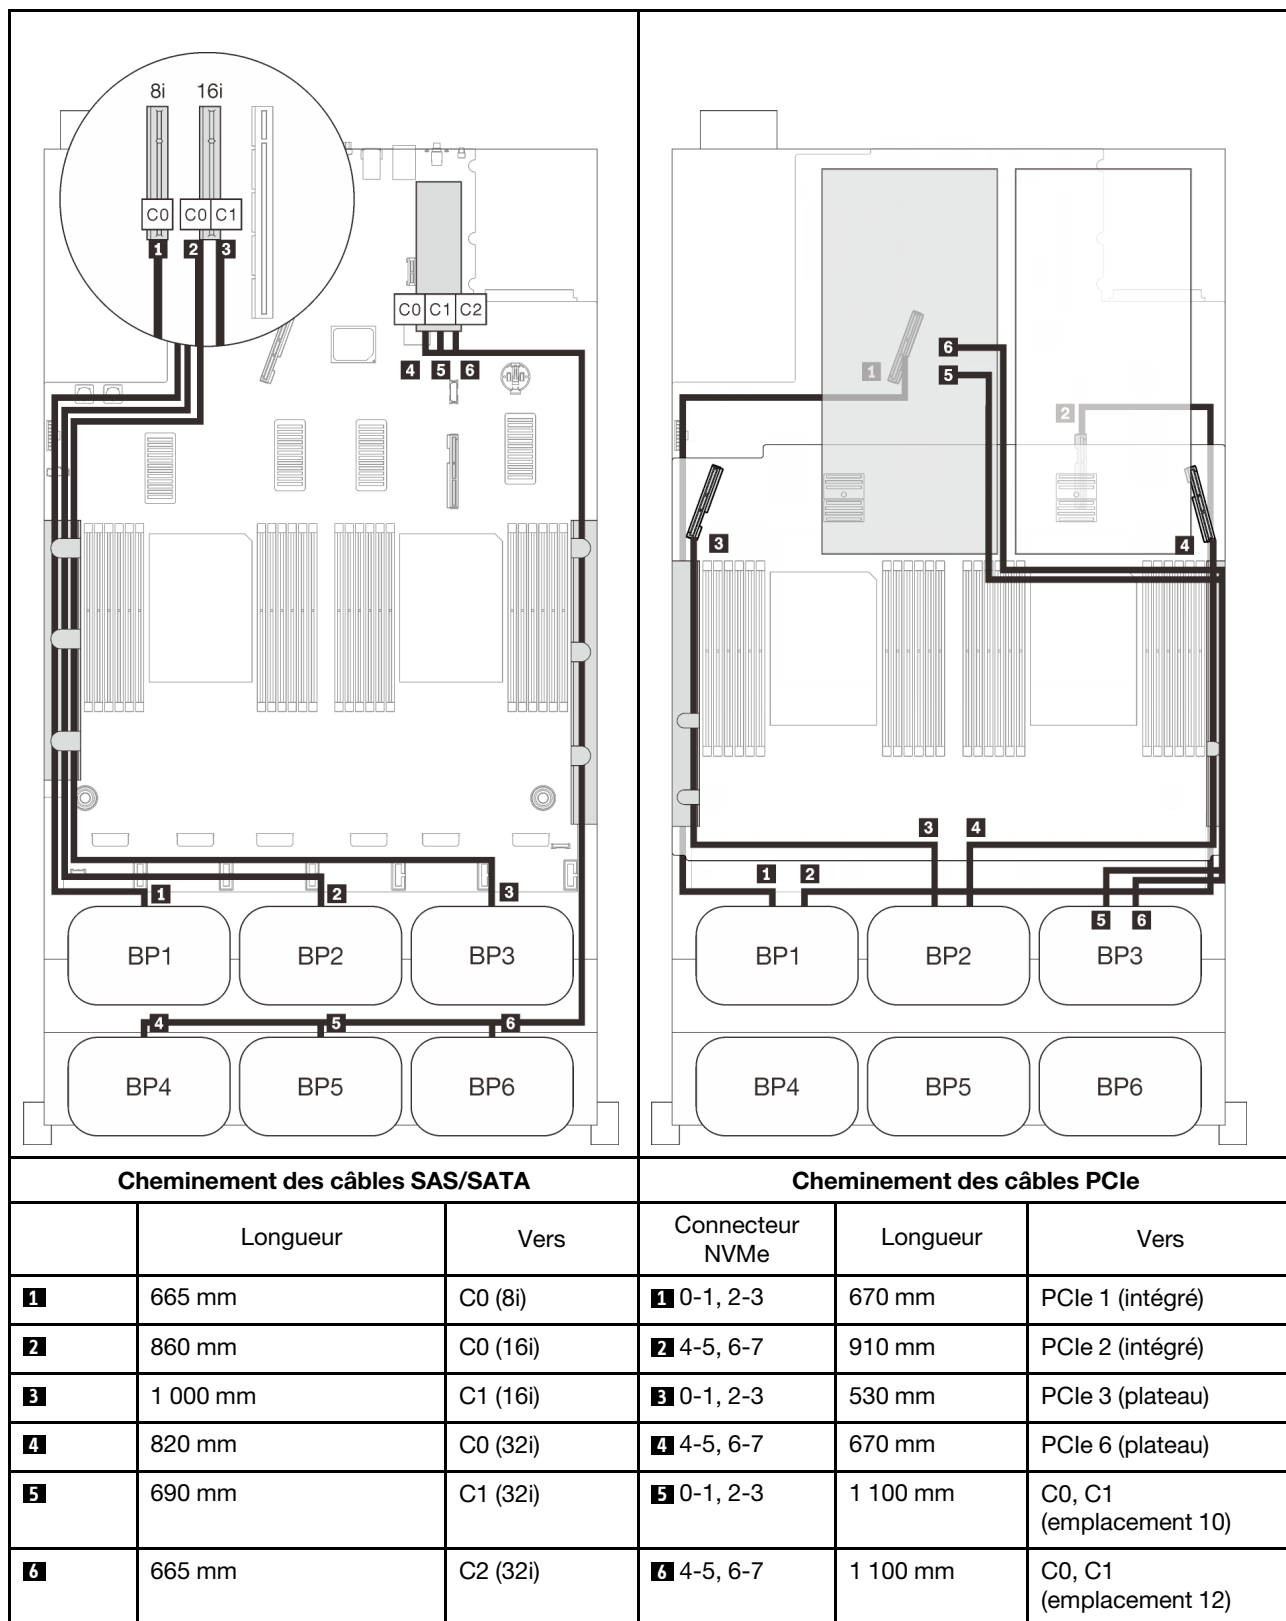 8i 16i
C0 C0 C1
1 2 3
C0 C1 C2
4 5 6
1 2 3
BP1 BP2 BP3
4 5 6
BP4 BP5 BP6
6
1 5
2
3 4
3 4
1 2
5 6
BP1 BP2 BP3
BP4 BP5 BP6
Cheminement des câbles SAS/SATA
Cheminement des câbles PCIe
Longueur Vers Connecteur NVMe Longueur Vers
1 665 mm C0 (8i) 1 0-1, 2-3 670 mm PCIe 1 (intégré)
2 860 mm C0 (16i) 2 4-5, 6-7 910 mm PCIe 2 (intégré)
3 1 000 mm C1 (16i) 3 0-1, 2-3 530 mm PCIe 3 (plateau)
4 820 mm C0 (32i) 4 4-5, 6-7 670 mm PCIe 6 (plateau)
5 690 mm C1 (32i) 5 0-1, 2-3 1 100 mm C0, C1
(emplacement 10)
6 665 mm C2 (32i) 6 4-5, 6-7 1 100 mm C0, C1
(emplacement 12)